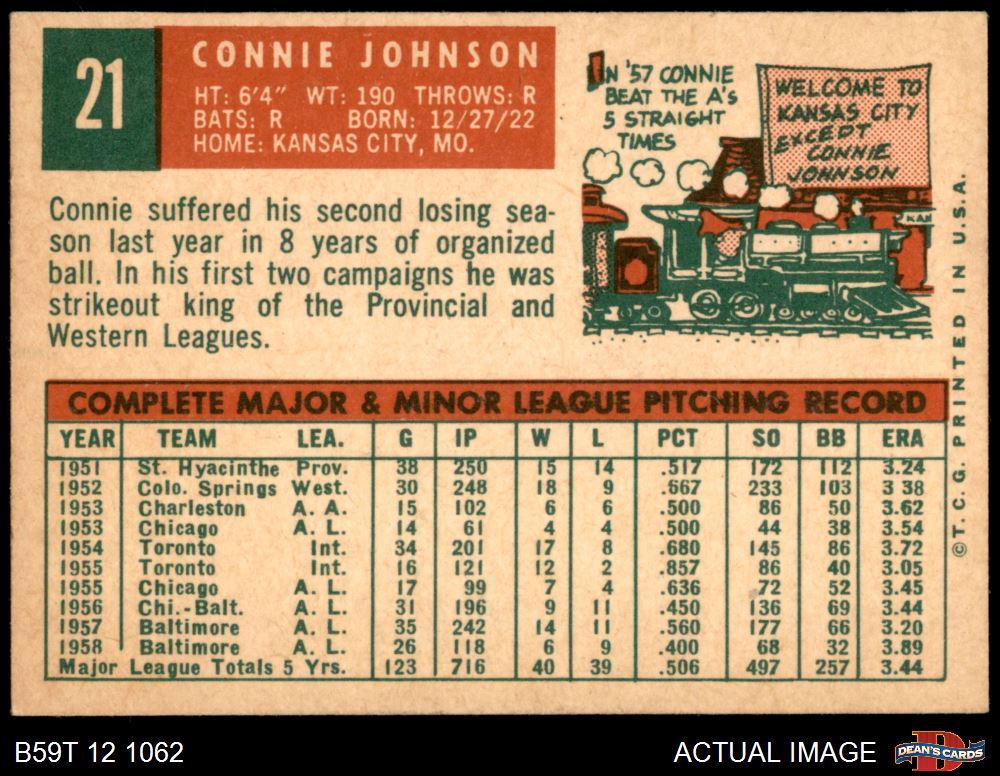 21
CONNIE JOHNSON
HT: 6'4" WT: 190 THROWS: R
BATS: R BORN: 12/27/22
HOME: KANSAS CITY, MO.
Connie suffered his second losing sea-
son last year in 8 years of organized
ball. In his first two campaigns he was
strikeout king of the Provincial and
Western Leagues.
IN '57 CONNIE
BEAT THE A's
5 STRAIGHT
TIMES
WELCOME TO
KANSAS CITY
EXCEPT
CONNIE
JOHNSON
KAN
COMPLETE MAJOR & MINOR LEAGUE PITCHING RECORD
YEAR TEAM LEA. G IP W L PCT SO BB ERA
1951 St. Hyacinthe Prov. 38 250 15 14 .517 172 112 3.24
1952 Colo. Springs West. 30 248 18 9 .667 233 103 3 38
1953 Charleston A. A. 15 102 6 6 .500 86 50 3.62
1953 Chicago A. L. 14 61 4 4 .500 44 38 3.54
1954 Toronto Int. 34 201 17 8 .680 145 86 3.72
1955 Toronto Int. 16 121 12 2 .857 86 40 3.05
1955 Chicago A. L. 17 99 7 4 .636 72 52 3.45
1956 Chi.-Balt. A. L. 31 196 9 11 .450 136 69 3.44
1957 Baltimore A. L. 35 242 14 11 .560 177 66 3.20
1958 Baltimore A. L. 26 118 6 9 .400 68 32 3.89
Major League Totals 5 Yrs. 123 716 40 39 .506 497 257 3.44
© T. C. G. PRINTED IN U.S.A.
B59T 12 1062
ACTUAL IMAGE
DEAN'S CARDS